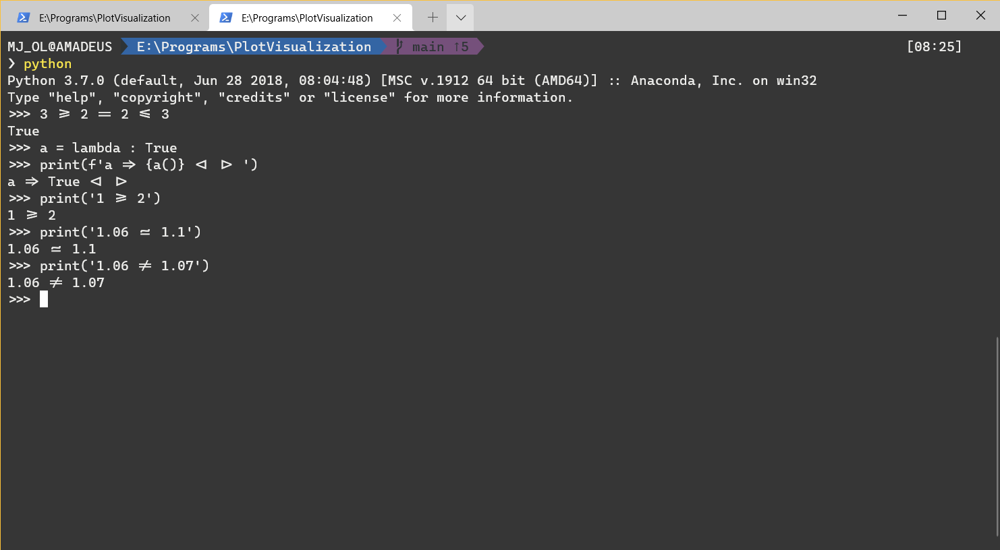 E:\Programs\PlotVisualization
E:\Programs\PlotVisualization
MJ_OL@AMADEUS E:\Programs\PlotVisualization main ↑5 [08:25]
❯ python
Python 3.7.0 (default, Jun 28 2018, 08:04:48) [MSC v.1912 64 bit (AMD64)] :: Anaconda, Inc. on win32
Type "help", "copyright", "credits" or "license" for more information.
>>> 3 ⩾ 2 == 2 ⩽ 3
True
>>> a = lambda : True
>>> print(f'a ⇒ {a()} ⊲ ⊳ ')
a ⇒ True ⊲ ⊳
>>> print('1 ⩾ 2')
1 ⩾ 2
>>> print('1.06 ≃ 1.1')
1.06 ≃ 1.1
>>> print('1.06 ≠ 1.07')
1.06 ≠ 1.07
>>>